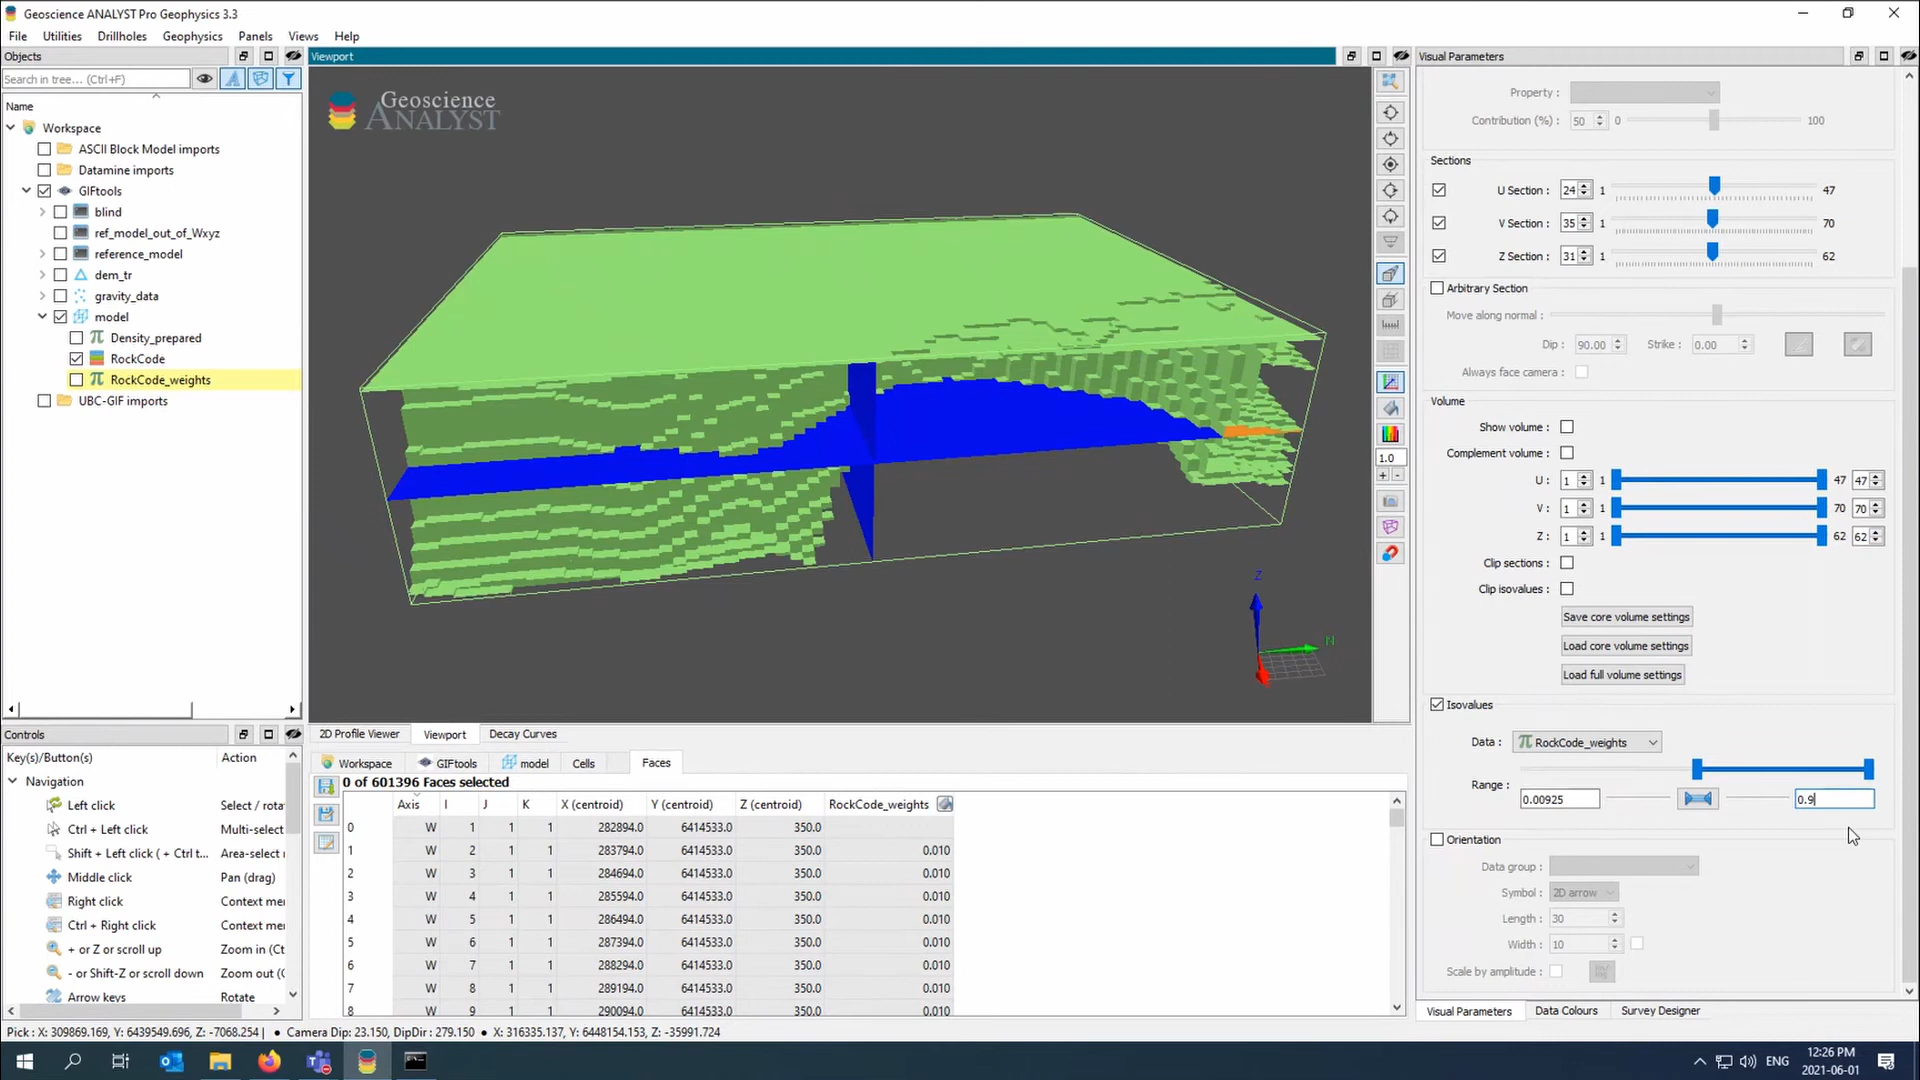 Geoscience ANALYST Pro Geophysics 3.3
File Utilities Drillholes Geophysics Panels Views Help
Objects
Viewport
Visual Parameters
Search in tree... (Ctrl+F)
Name
Workspace
ASCII Block Model imports
Datamine imports
GIFtools
blind
ref_model_out_of_Wxyz
reference_model
dem_tr
gravity_data
model
Density_prepared
RockCode
RockCode_weights
UBC-GIF imports
Geoscience
ANALYST
Z
N
1.0
+ -
Property :
Contribution (%) : 50 0 100
Sections
U Section : 24 1 47
V Section : 35 1 70
Z Section : 31 1 62
Arbitrary Section
Move along normal :
Dip : 90.00 Strike : 0.00
Always face camera :
Volume
Show volume :
Complement volume :
U : 1 1 47 47
V : 1 1 70 70
Z : 1 1 62 62
Clip sections :
Clip isovalues :
Save core volume settings
Load core volume settings
Load full volume settings
Isovalues
Data : π RockCode_weights
Range :
0.00925 0.9
Orientation
Data group :
Symbol : 2D arrow
Length : 30
Width : 10
Scale by amplitude :
Visual Parameters Data Colours Survey Designer
Controls
Key(s)/Button(s) Action
Navigation
Left click Select / rota
Ctrl + Left click Multi-select
Shift + Left click ( + Ctrl t... Area-select
Middle click Pan (drag)
Right click Context me
Ctrl + Right click Context me
+ or Z or scroll up Zoom in (Ct
- or Shift-Z or scroll down Zoom out (C
Arrow keys Rotate
2D Profile Viewer Viewport Decay Curves
Workspace GIFtools model Cells Faces
0 of 601396 Faces selected
Axis I J K X (centroid) Y (centroid) Z (centroid) RockCode_weights
0 W 1 1 1 282894.0 6414533.0 350.0
1 W 2 1 1 283794.0 6414533.0 350.0 0.010
2 W 3 1 1 284694.0 6414533.0 350.0 0.010
3 W 4 1 1 285594.0 6414533.0 350.0 0.010
4 W 5 1 1 286494.0 6414533.0 350.0 0.010
5 W 6 1 1 287394.0 6414533.0 350.0 0.010
6 W 7 1 1 288294.0 6414533.0 350.0 0.010
7 W 8 1 1 289194.0 6414533.0 350.0 0.010
8 W 9 1 1 290094.0 6414533.0 350.0 0.010
Pick : X: 309869.169, Y: 6439549.696, Z: -7068.254 | • Camera Dip: 23.150, DipDir : 279.150 • X: 316335.137, Y: 6448154.153, Z: -35991.724
ENG
12:26 PM
2021-06-01